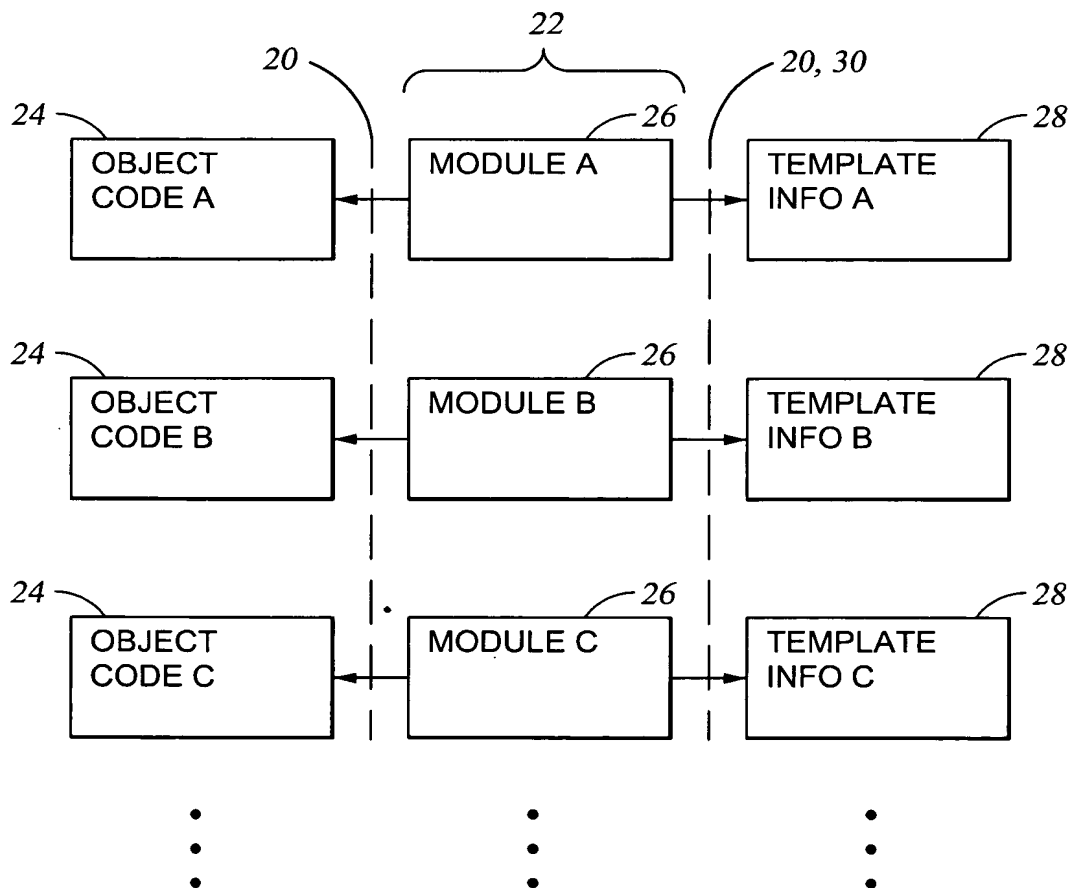 22
20
20, 30
24
26
28
OBJECT
CODE A
MODULE A
TEMPLATE
INFO A
24
26
28
OBJECT
CODE B
MODULE B
TEMPLATE
INFO B
24
26
28
OBJECT
CODE C
MODULE C
TEMPLATE
INFO C